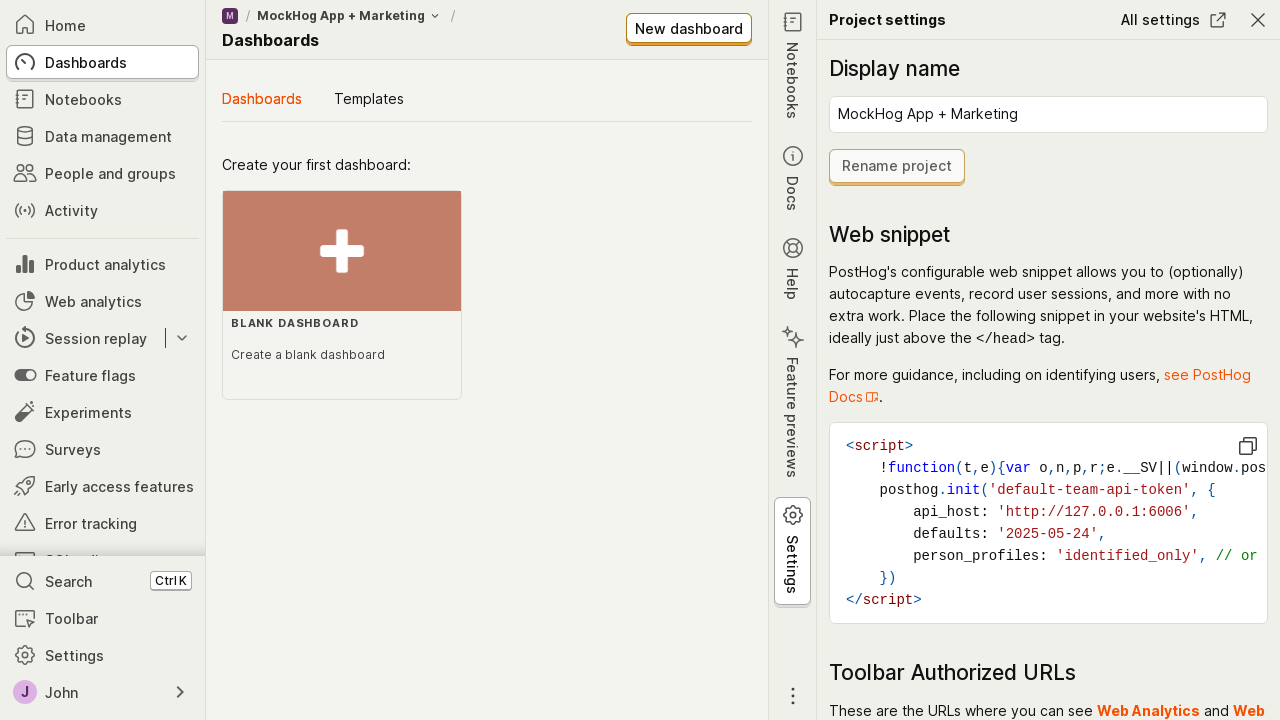 Home
Dashboards
Notebooks
Data management
People and groups
Activity
Product analytics
Web analytics
Session replay
Feature flags
Experiments
Surveys
Early access features
Error tracking
Search
Ctrl K
Toolbar
Settings
J
John
M / MockHog App + Marketing /
Dashboards
New dashboard
Dashboards
Templates
Create your first dashboard:
BLANK DASHBOARD
Create a blank dashboard
Notebooks
Docs
Help
Feature previews
Settings
Project settings
All settings
Display name
MockHog App + Marketing
Rename project
Web snippet
PostHog's configurable web snippet allows you to (optionally)
autocapture events, record user sessions, and more with no
extra work. Place the following snippet in your website's HTML,
ideally just above the </head> tag.
For more guidance, including on identifying users, see PostHog
Docs.
<script>
!function(t,e){var o,n,p,r;e.__SV||(window.pos
posthog.init('default-team-api-token', {
api_host: 'http://127.0.0.1:6006',
defaults: '2025-05-24',
person_profiles: 'identified_only', // or
})
</script>
Toolbar Authorized URLs
These are the URLs where you can see Web Analytics and Web